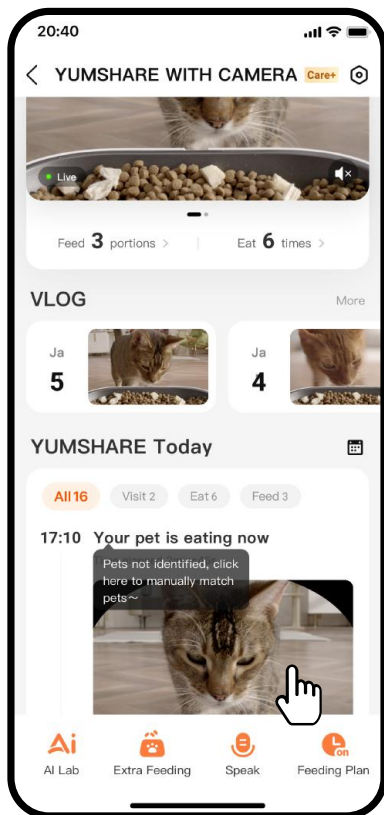 20:40
YUMSHARE WITH CAMERA Care+
Live
Feed 3 portions > Eat 6 times >
VLOG More
Ja Ja
5 4
YUMSHARE Today
All 16 Visit 2 Eat 6 Feed 3
17:10 Your pet is eating now
Pets not identified, click
here to manually match
pets~
Ai on
AI Lab Extra Feeding Speak Feeding Plan